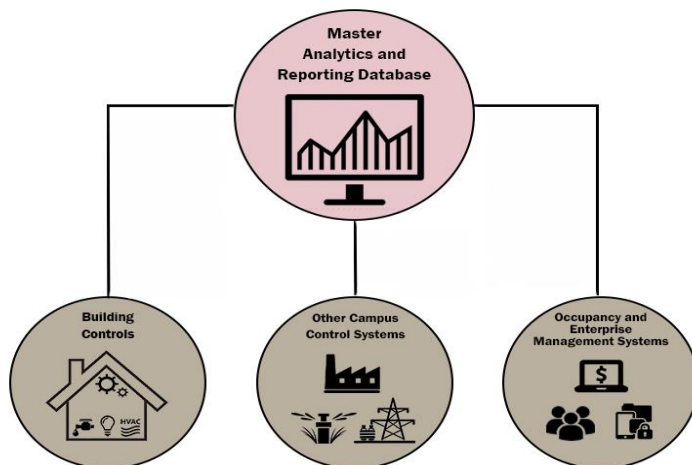 Master
Analytics and
Reporting Database
Building
Controls
HVAC
Other Campus
Control Systems
Occupancy and
Enterprise
Management Systems
$